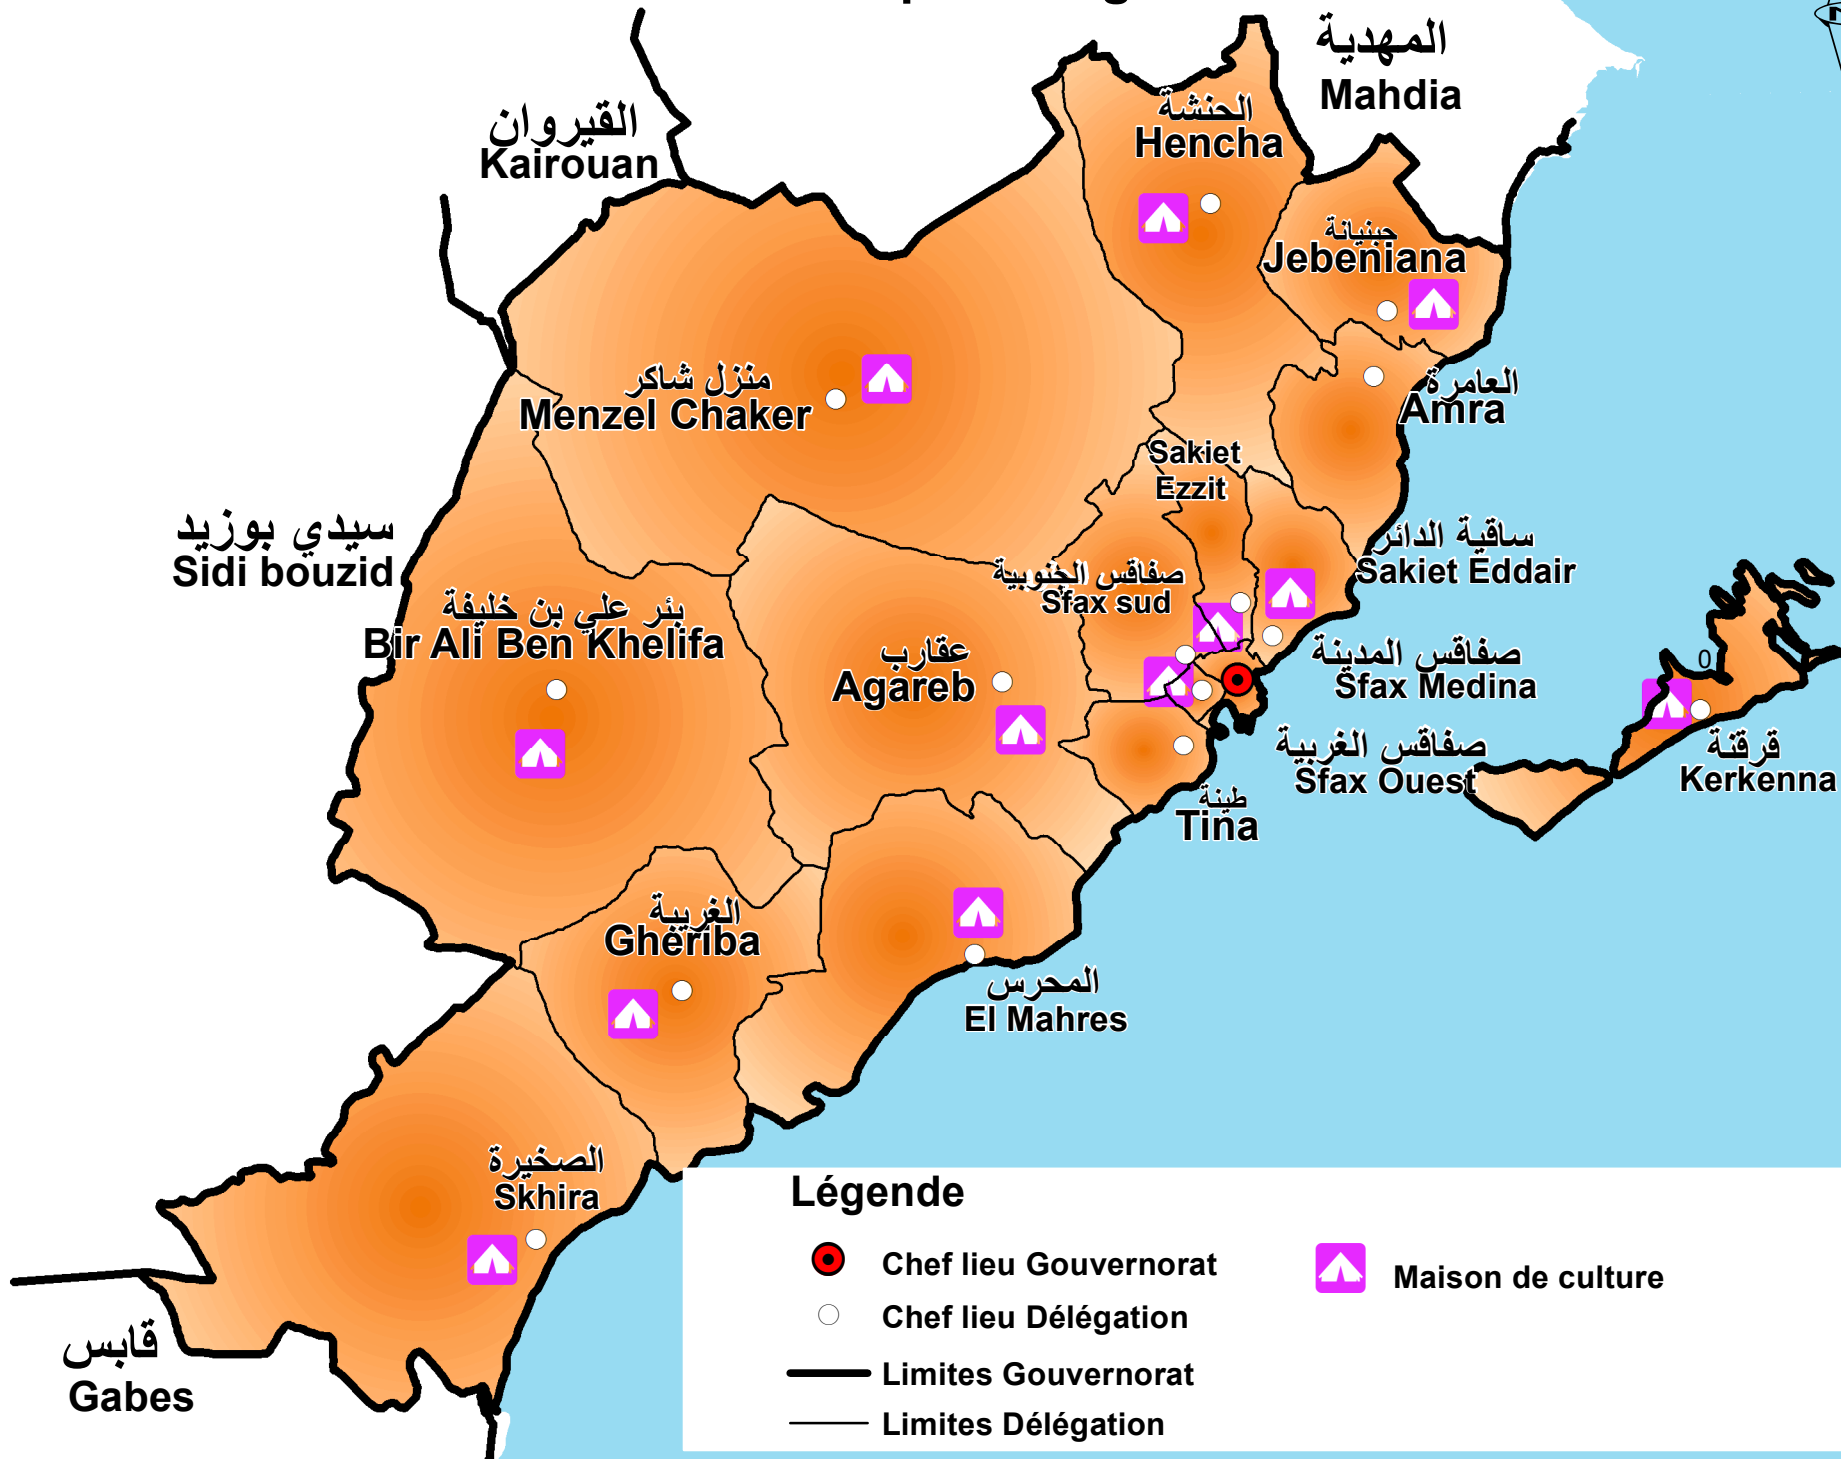 المهدية
Mahdia
القيروان
Kairouan
الحنشة
Hencha
جبنيانة
Jebeniana
منزل شاكر
Menzel Chaker
العامرة
Amra
Sakiet
Ezzit
سيدي بوزيد
Sidi bouzid
ساقية الدائر
Sakiet Eddair
صفاقس الجنوبية
Sfax sud
بئر علي بن خليفة
Bir Ali Ben Khelifa
عقارب
Agareb
صفاقس المدينة
Sfax Medina
0
صفاقس الغربية
Sfax Ouest
قرقنة
Kerkenna
طينة
Tina
الغريبة
Gheriba
المحرس
El Mahres
الصخيرة
Skhira
قابس
Gabes
Légende
Chef lieu Gouvernorat
Maison de culture
Chef lieu Délégation
Limites Gouvernorat
Limites Délégation